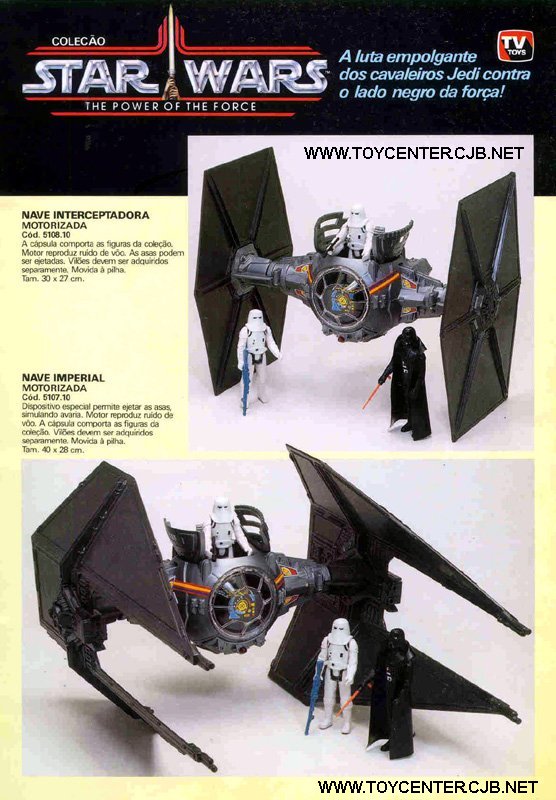 COLEÇÃO
STAR WARS
THE POWER OF THE FORCE
TV
TOYS
A luta empolgante
dos cavaleiros Jedi contra
o lado negro da força!
WWW.TOYCENTER.CJB.NET
NAVE INTERCEPTADORA
MOTORIZADA
Cód. 5108.10
A cápsula comporta as figuras da coleção.
Motor reproduz ruído de vôo. As asas podem
ser ejetadas. Vilões devem ser adquiridos
separamente. Movida à pilha.
Tam. 30 x 27 cm.
NAVE IMPERIAL
MOTORIZADA
Cód. 5107.10
Dispositivo especial permite ejetar as asas,
simulando avaria. Motor reproduz ruído de
vôo. A cápsula comporta as figuras da
coleção. Vilões devem ser adquiridos
separamente. Movida à pilha.
Tam. 40 x 28 cm.
WWW.TOYCENTER.CJB.NET